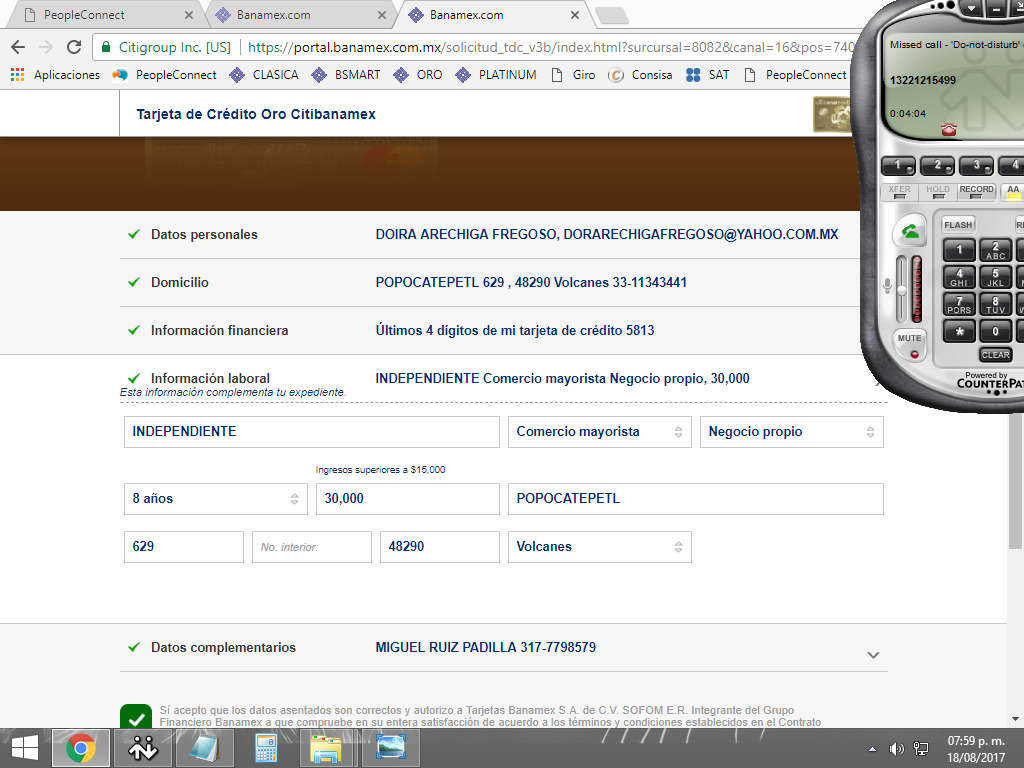 PeopleConnect
Banamex.com
Banamex.com
Citigroup Inc. [US]
https://portal.banamex.com.mx/solicitud_tdc_v3b/index.html?surcursal=8082&canal=16&pos=740
Aplicaciones PeopleConnect CLASICA BSMART ORO PLATINUM Giro Consisa SAT PeopleConnect
Tarjeta de Crédito Oro Citibanamex
Datos personales DOIRA ARECHIGA FREGOSO, DORARECHIGAFREGOSO@YAHOO.COM.MX
Domicilio POPOCATEPETL 629 , 48290 Volcanes 33-11343441
Información financiera Últimos 4 dígitos de mi tarjeta de crédito 5813
Información laboral INDEPENDIENTE Comercio mayorista Negocio propio, 30,000
Esta información complementa tu expediente.
INDEPENDIENTE Comercio mayorista Negocio propio
Ingresos superiores a $15,000
8 años 30,000 POPOCATEPETL
629 No. interior: 48290 Volcanes
Datos complementarios MIGUEL RUIZ PADILLA 317-7798579
Sí acepto que los datos asentados son correctos y autorizo a Tarjetas Banamex S.A. de C.V. SOFOM E.R. Integrante del Grupo
Financiero Banamex a que compruebe en su entera satisfacción de acuerdo a los términos y condiciones establecidos en el Contrato
Missed call - 'Do-not-disturb'
13221215499
0:04:04
1 2 3 4
XFER HOLD RECORD AA
FLASH
1 2 ABC
4 GHI 5 JKL
7 PQRS 8 TUV
* 0
MUTE
CLEAR
Powered by
07:59 p. m.
18/08/2017